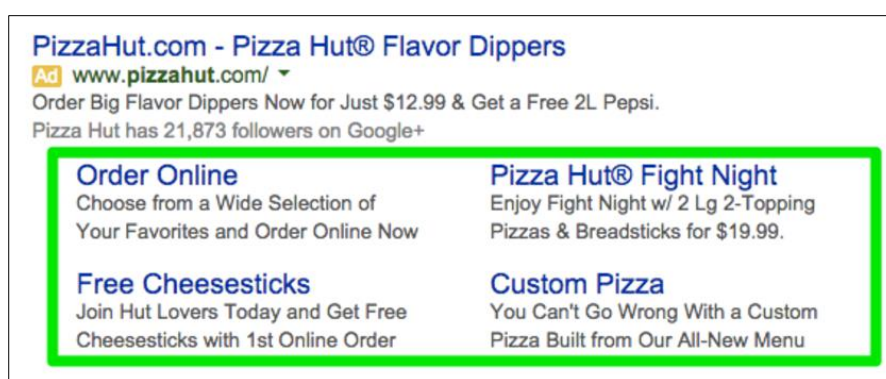 PizzaHut.com - Pizza Hut® Flavor Dippers
Ad www.pizzahut.com/
Order Big Flavor Dippers Now for Just $12.99 & Get a Free 2L Pepsi.
Pizza Hut has 21,873 followers on Google+
Order Online
Choose from a Wide Selection of
Your Favorites and Order Online Now
Pizza Hut® Fight Night
Enjoy Fight Night w/ 2 Lg 2-Topping
Pizzas & Breadsticks for $19.99.
Free Cheesesticks
Join Hut Lovers Today and Get Free
Cheesesticks with 1st Online Order
Custom Pizza
You Can't Go Wrong With a Custom
Pizza Built from Our All-New Menu